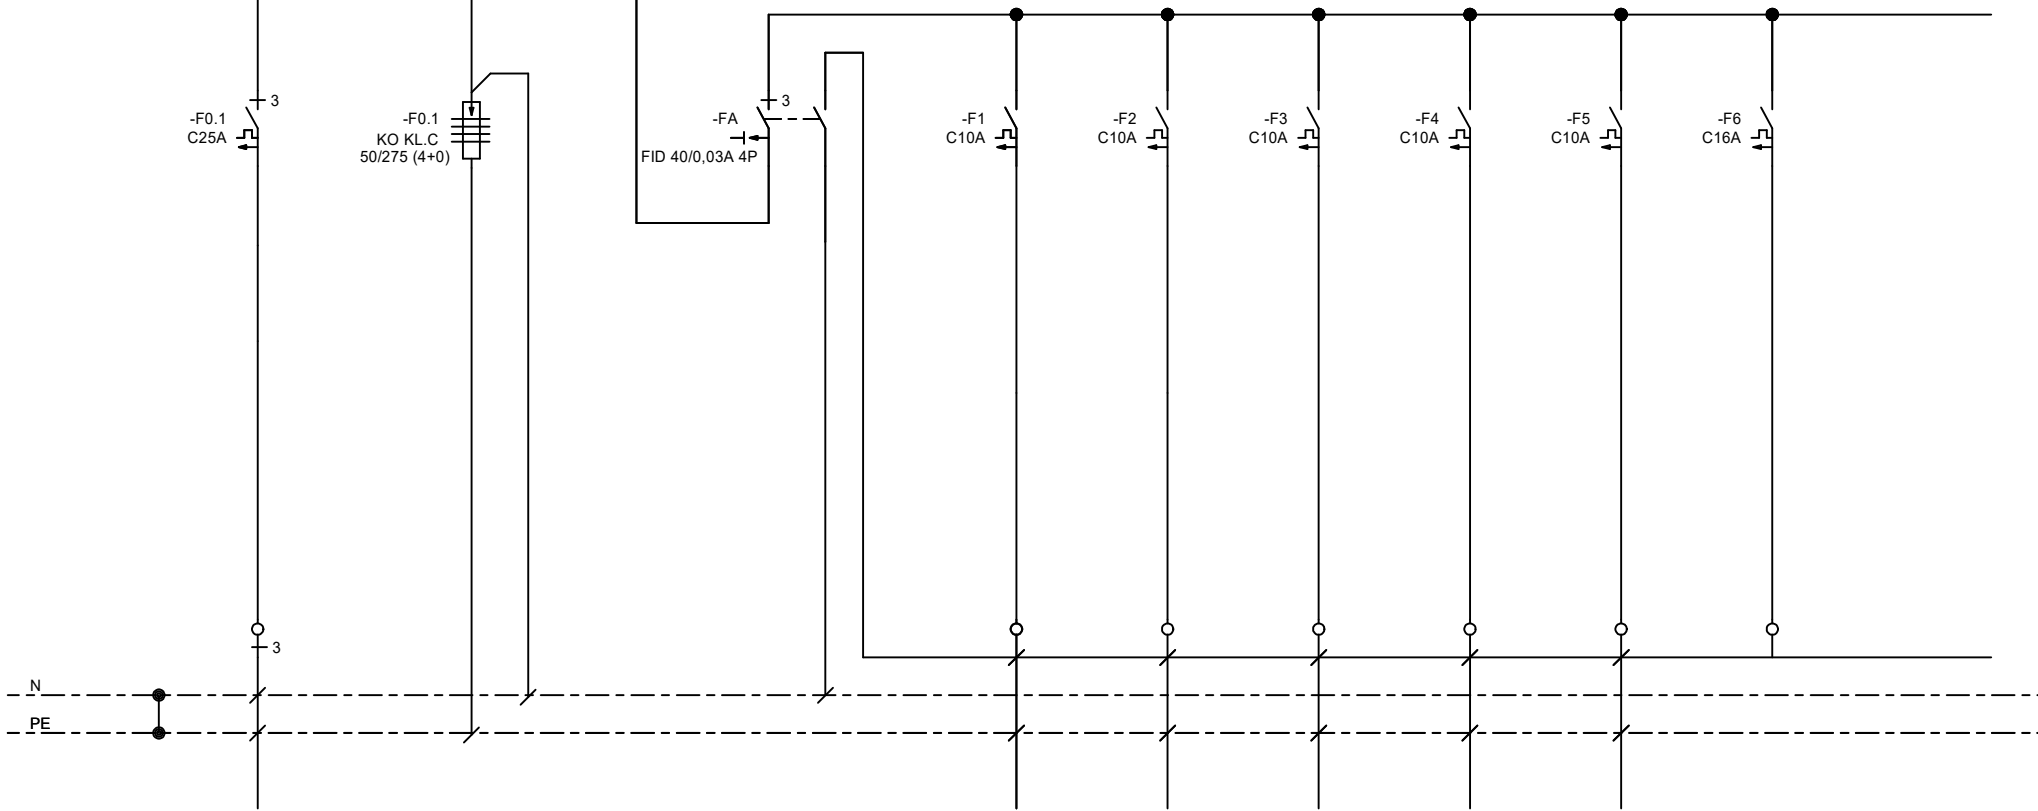 3
-F0.1
C25A
-F0.1
KO KL.C
50/275 (4+0)
3
-FA
FID 40/0,03A 4P
-F1
C10A
-F2
C10A
-F3
C10A
-F4
C10A
-F5
C10A
-F6
C16A
3
N
PE